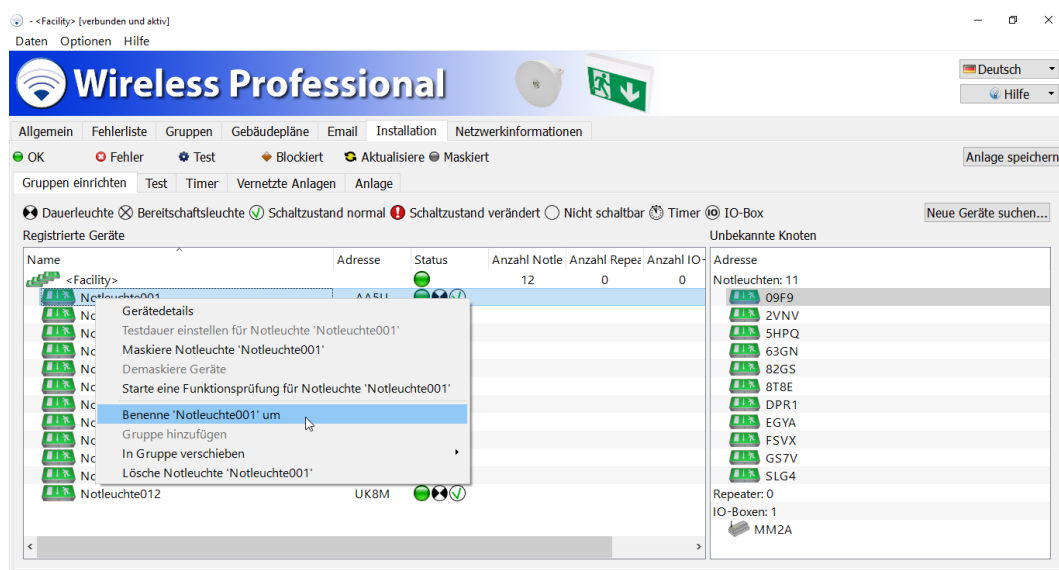 - <Facility> [verbunden und aktiv]
Daten Optionen Hilfe
Wireless Professional
Deutsch
Hilfe
Allgemein Fehlerliste Gruppen Gebäudepläne Email Installation Netzwerkinformationen
OK Fehler Test Blockiert Aktualisiere Maskiert Anlage speichern
Gruppen einrichten Test Timer Vernetzte Anlagen Anlage
Dauerleuchte Bereitschaftsleuchte Schaltzustand normal Schaltzustand verändert Nicht schaltbar Timer IO-Box Neue Geräte suchen...
Registrierte Geräte Unbekannte Knoten
Name Adresse Status Anzahl Notle Anzahl Repea Anzahl IO- Adresse
<Facility> 12 0 0 Notleuchten: 11
Notleuchte001 AA5U 09F9
Gerätedetails
Testdauer einstellen für Notleuchte 'Notleuchte001'
Maskiere Notleuchte 'Notleuchte001'
Demaskiere Geräte
Starte eine Funktionsprüfung für Notleuchte 'Notleuchte001'
Benenne 'Notleuchte001' um
Gruppe hinzufügen
In Gruppe verschieben
Lösche Notleuchte 'Notleuchte001'
2VNV
5HPQ
63GN
82GS
8T8E
DPR1
EGYA
FSVX
GS7V
SLG4
Notleuchte012 UK8M Repeater: 0
IO-Boxen: 1
MM2A